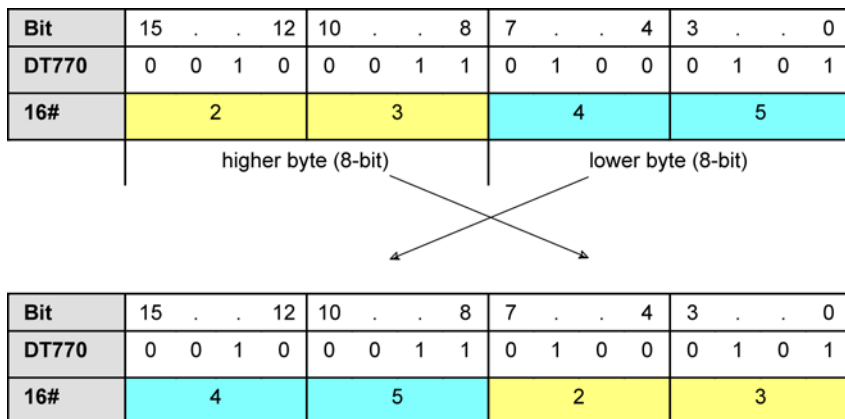 Bit 15 . . 12 10 . . 8 7 . . 4 3 . . 0
DT770 0 0 1 0 0 0 1 1 0 1 0 0 0 1 0 1
16# 2 3 4 5
higher byte (8-bit) lower byte (8-bit)
Bit 15 . . 12 10 . . 8 7 . . 4 3 . . 0
DT770 0 0 1 0 0 0 1 1 0 1 0 0 0 1 0 1
16# 4 5 2 3